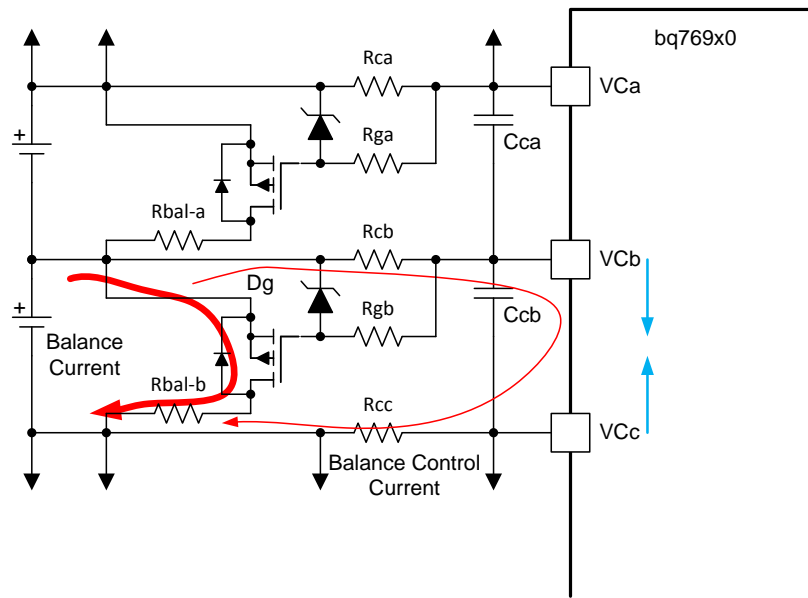 bq769x0
Rca
VCa
+
Rga
Cca
Rbal-a
Rcb
VCb
Dg
+
Rgb
Ccb
Balance
Current
Rbal-b
Rcc
VCc
Balance Control
Current